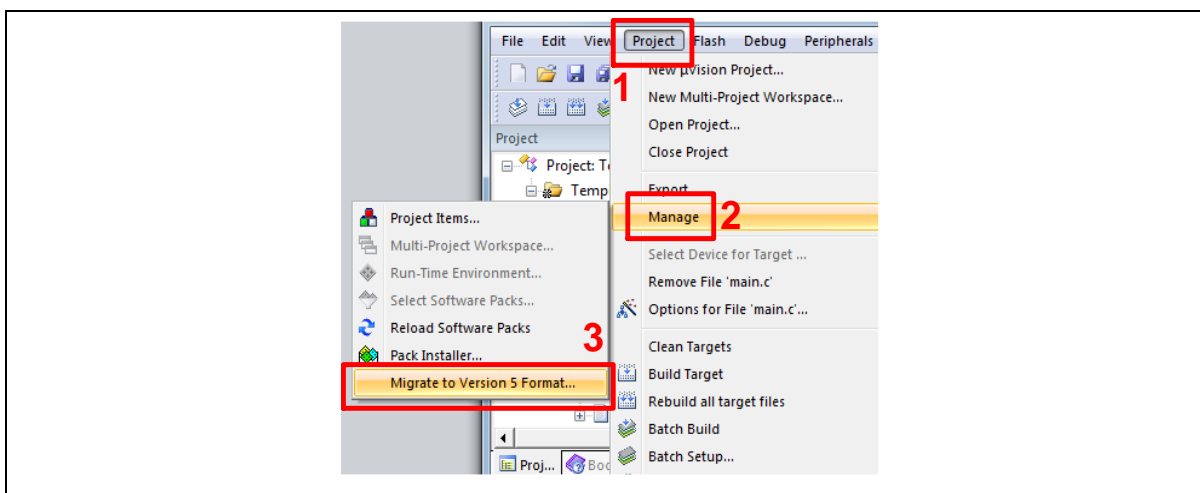 File Edit View Project Flash Debug Peripherals
1
New µVision Project...
New Multi-Project Workspace...
Open Project...
Close Project
Export
Manage 2
Select Device for Target ...
Remove File 'main.c'
Options for File 'main.c'...
Clean Targets
Build Target
Rebuild all target files
Batch Build
Batch Setup...
Project
Project: T
Temp
Project Items...
Multi-Project Workspace...
Run-Time Environment...
Select Software Packs...
Reload Software Packs
3
Pack Installer...
Migrate to Version 5 Format...
Proj... Boo